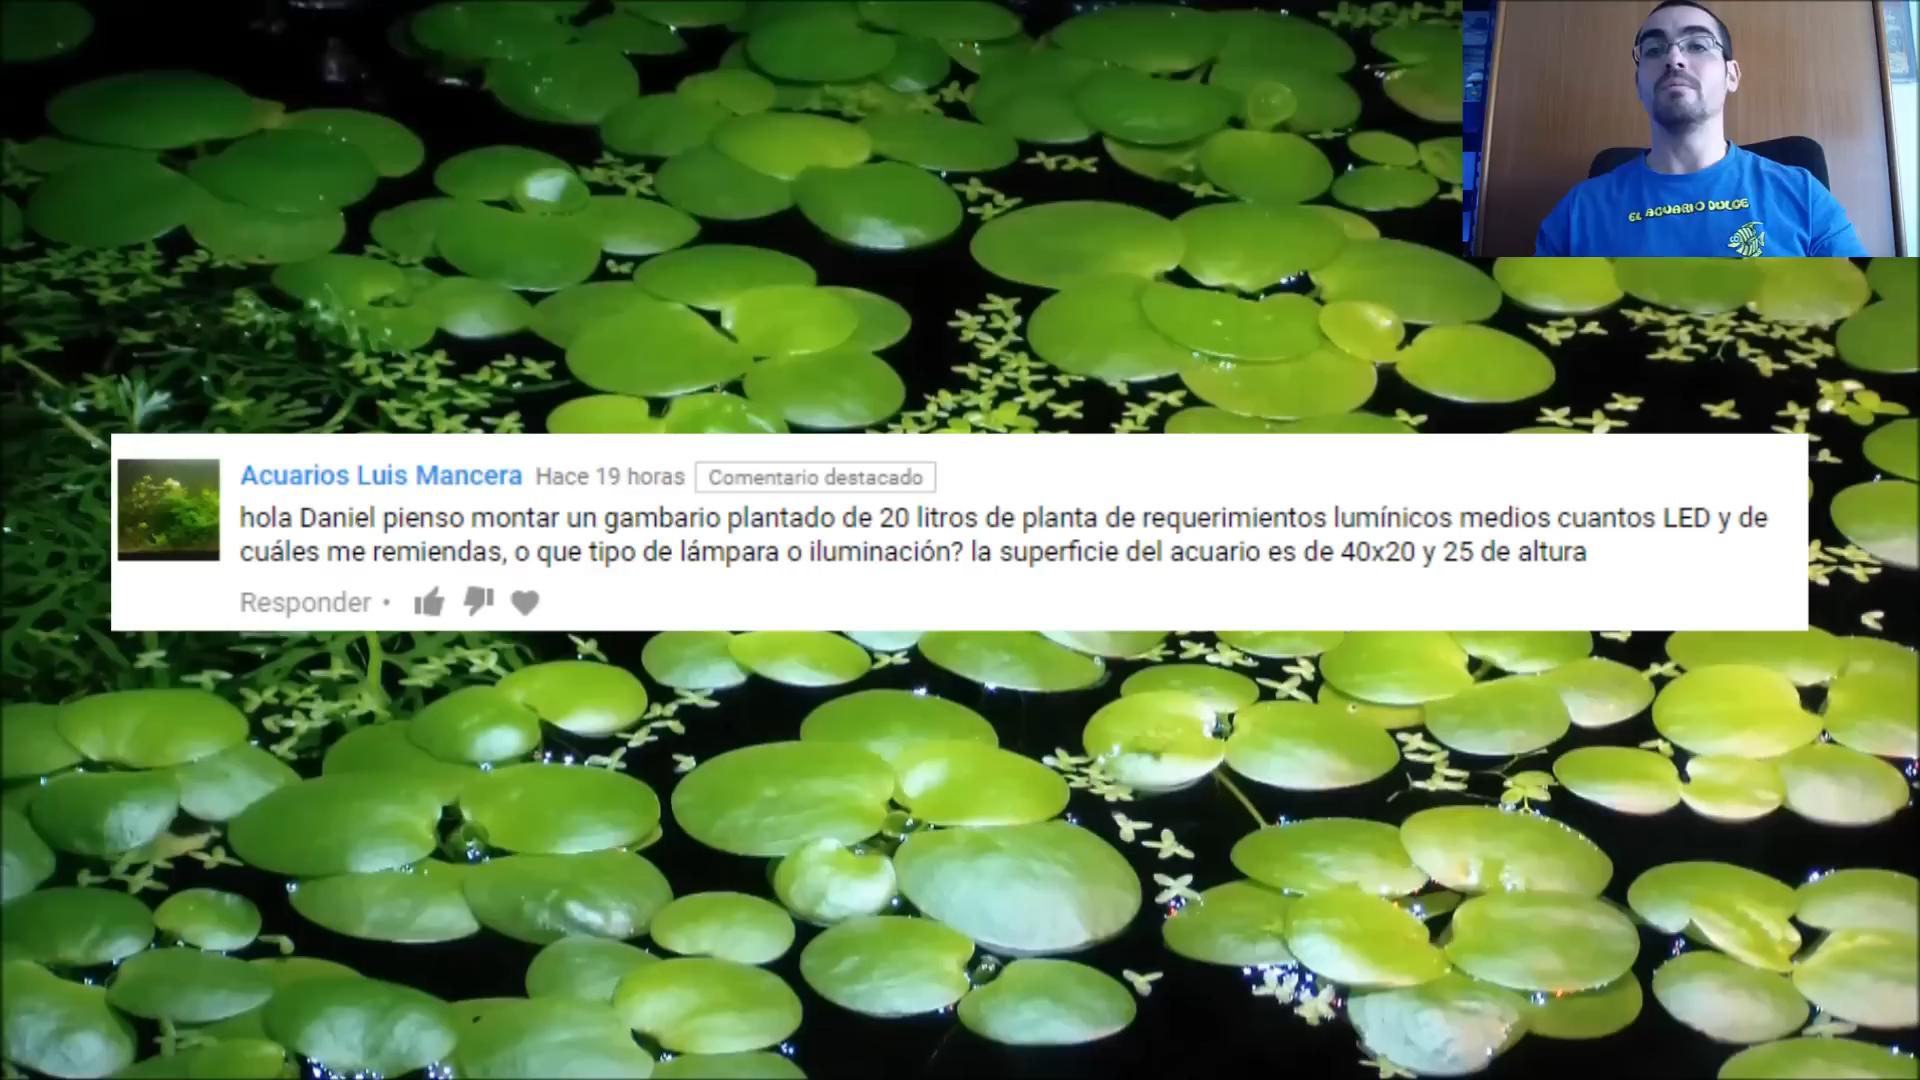 EL ACUARIO DULCE
Acuarios Luis Mancera Hace 19 horas Comentario destacado
hola Daniel pienso montar un gambario plantado de 20 litros de planta de requerimientos lumínicos medios cuantos LED y de
cuáles me remiendas, o que tipo de lámpara o iluminación? la superficie del acuario es de 40x20 y 25 de altura
Responder •